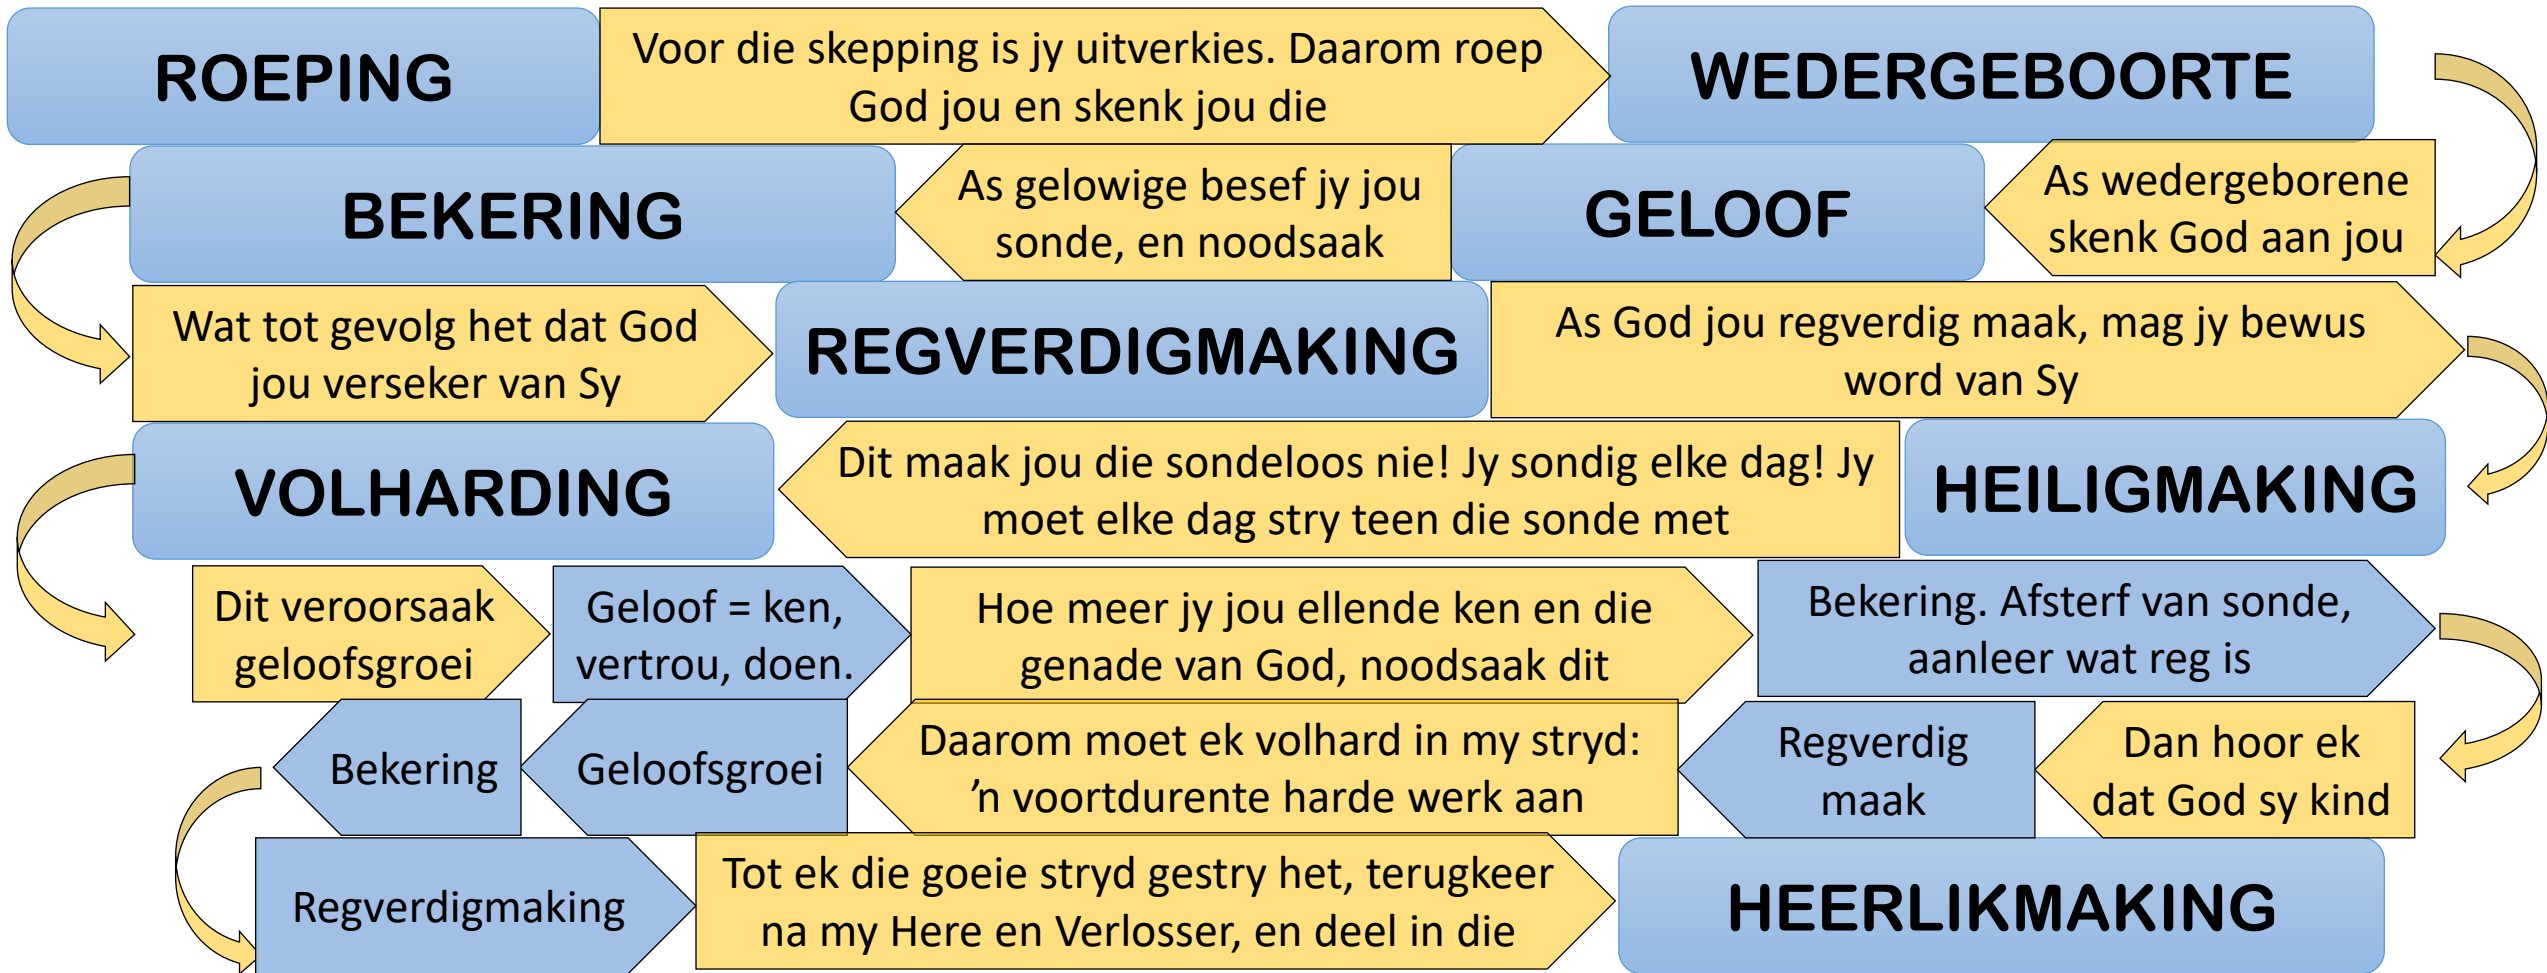 ROEPING
Voor die skepping is jy uitverkies. Daarom roep
God jou en skenk jou die
WEDERGEBOORTE
As wedergeborene
skenk God aan jou
GELOOF
As gelowige besef jy jou
sonde, en noodsaak
BEKERING
Wat tot gevolg het dat God
jou verseker van Sy
REGVERDIGMAKING
As God jou regverdig maak, mag jy bewus
word van Sy
HEILIGMAKING
Dit maak jou die sondeloos nie! Jy sondig elke dag! Jy
moet elke dag stry teen die sonde met
VOLHARDING
Dit veroorsaak
geloofsgroei
Geloof = ken,
vertrou, doen.
Hoe meer jy jou ellende ken en die
genade van God, noodsaak dit
Bekering. Afsterf van sonde,
aanleer wat reg is
Dan hoor ek
dat God sy kind
Regverdig
maak
Daarom moet ek volhard in my stryd:
’n voortdurente harde werk aan
Geloofsgroei
Bekering
Regverdigmaking
Tot ek die goeie stryd gestry het, terugkeer
na my Here en Verlosser, en deel in die
HEERLIKMAKING